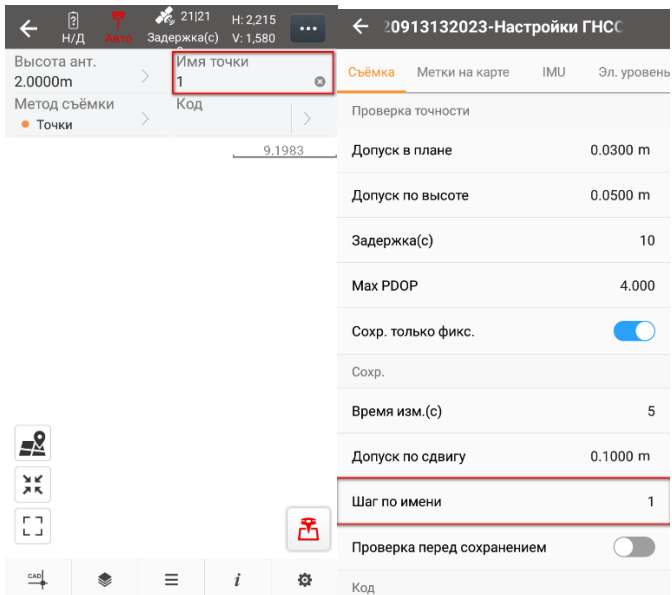 21|21
H: 2,215
Н/Д
Авто
Задержка(с)
V: 1,580
Высота ант.
2.0000m
Имя точки
1
Метод съёмки
Точки
Код
9.1983
CAD
i
20913132023-Настройки ГНСС
Съёмка
Метки на карте
IMU
Эл. уровень
Проверка точности
Допуск в плане 0.0300 m
Допуск по высоте 0.0500 m
Задержка(с) 10
Max PDOP 4.000
Сохр. только фикс.
Сохр.
Время изм.(с) 5
Допуск по сдвигу 0.1000 m
Шаг по имени 1
Проверка перед сохранением
Код